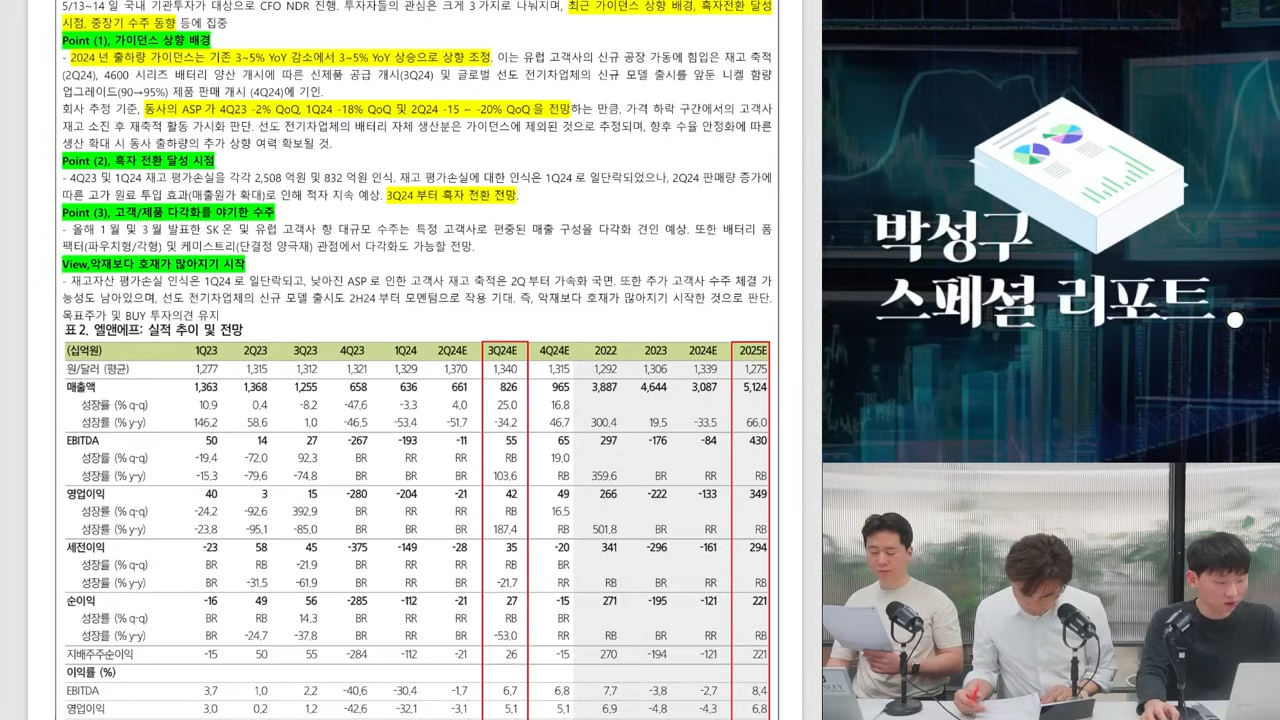 5/13~14 일 국내 기관투자가 대상으로 CFO NDR 진행. 투자자들의 관심은 크게 3 가지로 나눠지며, 최근 가이던스 상향 배경, 흑자전환 달성
시점, 중장기 수주 동향 등에 집중
Point (1), 가이던스 상향 배경
- 2024 년 출하량 가이던스는 기존 3~5% YoY 감소에서 3~5% YoY 상승으로 상향 조정. 이는 유럽 고객사의 신규 공장 가동에 힘입은 재고 축적
(2Q24), 4600 시리즈 배터리 양산 개시에 따른 신제품 공급 개시(3Q24) 및 글로벌 선도 전기차업체의 신규 모델 출시를 앞둔 니켈 함량
업그레이드(90→95%) 제품 판매 개시 (4Q24)에 기인.
회사 추정 기준, 동사의 ASP 가 4Q23 -2% QoQ, 1Q24 -18% QoQ 및 2Q24 -15 ~ -20% QoQ 을 전망하는 만큼, 가격 하락 구간에서의 고객사
재고 소진 후 재축적 활동 가시화 판단. 선도 전기차업체의 배터리 자체 생산분은 가이던스에 제외된 것으로 추정되며, 향후 수율 안정화에 따른
생산 확대 시 동사 출하량의 추가 상향 여력 확보될 것.
Point (2), 흑자 전환 달성 시점
- 4Q23 및 1Q24 재고 평가손실을 각각 2,508 억원 및 832 억원 인식. 재고 평가손실에 대한 인식은 1Q24 로 일단락되었으나, 2Q24 판매량 증가에
따른 고가 원료 투입 효과(매출원가 확대)로 인해 적자 지속 예상. 3Q24 부터 흑자 전환 전망.
Point (3), 고객/제품 다각화를 야기한 수주
- 올해 1 월 및 3 월 발표한 SK 온 및 유럽 고객사 향 대규모 수주는 특정 고객사로 편중된 매출 구성을 다각화 견인 예상. 또한 배터리 폼
팩터(파우치형/각형) 및 케미스트리(단결정 양극재) 관점에서 다각화도 가능할 전망.
View,악재보다 호재가 많아지기 시작
- 재고자산 평가손실 인식은 1Q24 로 일단락되고, 낮아진 ASP 로 인한 고객사 재고 축적은 2Q 부터 가속화 국면. 또한 추가 고객사 수주 체결 가
능성도 남아있으며, 선도 전기차업체의 신규 모델 출시도 2H24 부터 모멘텀으로 작용 기대. 즉, 악재보다 호재가 많아지기 시작한 것으로 판단.
목표주가 및 BUY 투자의견 유지
표 2. 엘앤에프: 실적 추이 및 전망
(십억원) 1Q23 2Q23 3Q23 4Q23 1Q24 2Q24E 3Q24E 4Q24E 2022 2023 2024E 2025E
원/달러 (평균) 1,277 1,315 1,312 1,321 1,329 1,370 1,340 1,315 1,292 1,306 1,339 1,275
매출액 1,363 1,368 1,255 658 636 661 826 965 3,887 4,644 3,087 5,124
성장률 (% q-q) 10.9 0.4 -8.2 -47.6 -3.3 4.0 25.0 16.8
성장률 (% y-y) 146.2 58.6 1.0 -46.5 -53.4 -51.7 -34.2 46.7 300.4 19.5 -33.5 66.0
EBITDA 50 14 27 -267 -193 -11 55 65 297 -176 -84 430
성장률 (% q-q) -19.4 -72.0 92.3 BR RR RR RB 19.0
성장률 (% y-y) -15.3 -79.6 -74.8 BR BR BR 103.6 RB 359.6 BR RR RB
영업이익 40 3 15 -280 -204 -21 42 49 266 -222 -133 349
성장률 (% q-q) -24.2 -92.6 392.9 BR RR RR RB 16.5
성장률 (% y-y) -23.8 -95.1 -85.0 BR BR BR 187.4 RB 501.8 BR RR RB
세전이익 -23 58 45 -375 -149 -28 35 -20 341 -296 -161 294
성장률 (% q-q) BR RB -21.9 BR RR RR RB BR
성장률 (% y-y) BR -31.5 -61.9 BR RR BR -21.7 RR RB BR RR RB
순이익 -16 49 56 -285 -112 -21 27 -15 271 -195 -121 221
성장률 (% q-q) BR RB 14.3 BR RR RR RB BR
성장률 (% y-y) BR -24.7 -37.8 BR RR BR -53.0 RR RB BR RR RB
지배주주순이익 -15 50 55 -284 -112 -21 26 -15 270 -194 -121 221
이익률 (%)
EBITDA 3.7 1.0 2.2 -40.6 -30.4 -1.7 6.7 6.8 7.7 -3.8 -2.7 8.4
영업이익 3.0 0.2 1.2 -42.6 -32.1 -3.1 5.1 5.1 6.9 -4.8 -4.3 6.8
박성구
스페셜 리포트.